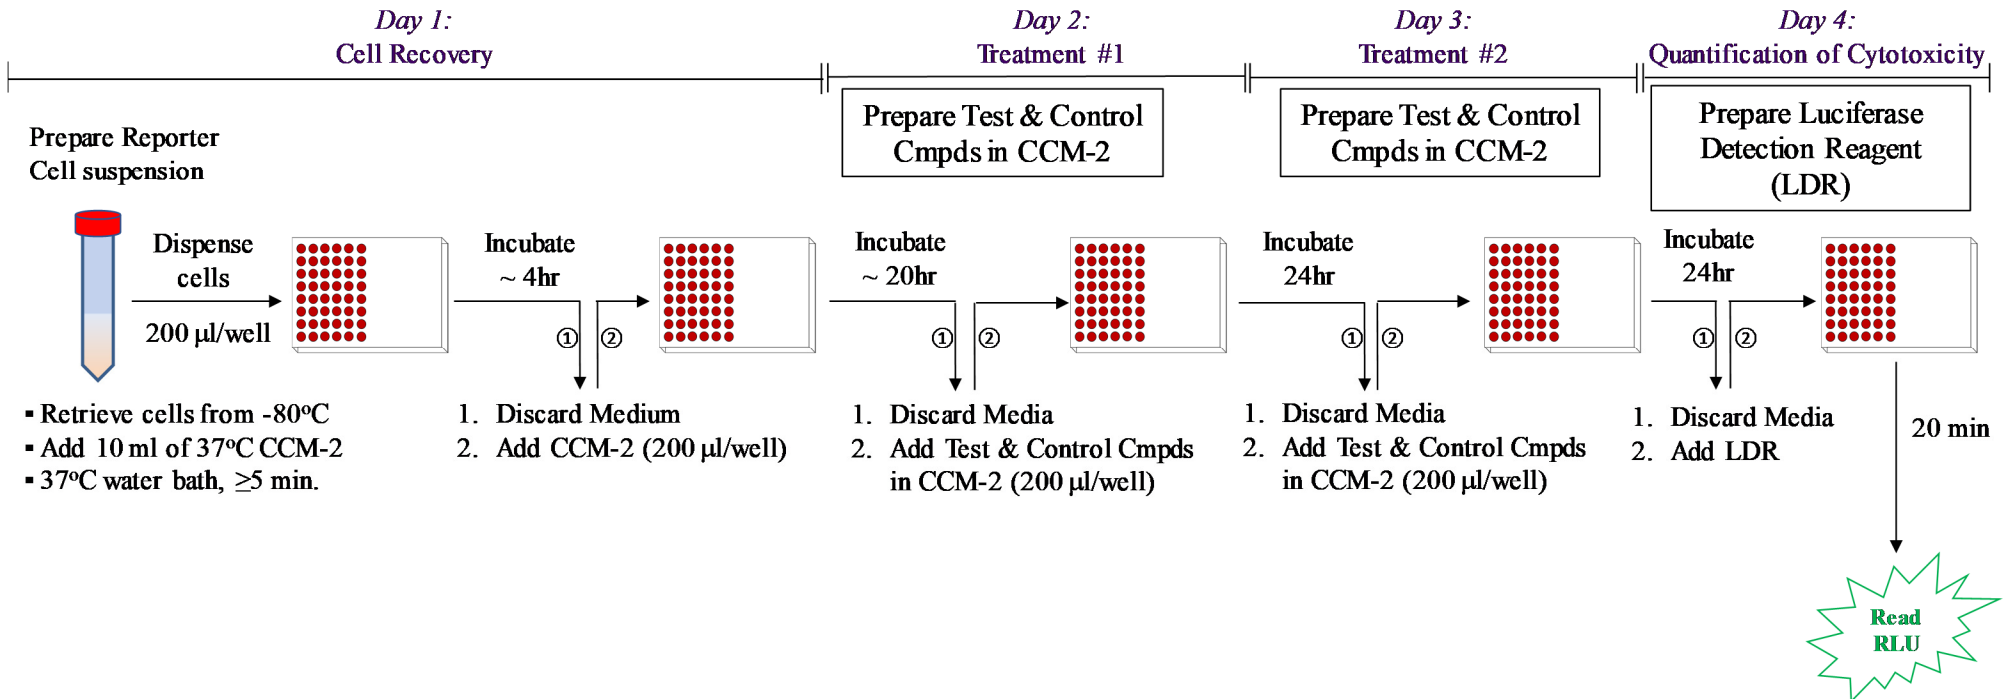 Day 1:
Cell Recovery
Day 2:
Treatment #1
Day 3:
Treatment #2
Day 4:
Quantification of Cytotoxicity
Prepare Reporter
Cell suspension
Prepare Test & Control
Cmpds in CCM-2
Prepare Test & Control
Cmpds in CCM-2
Prepare Luciferase
Detection Reagent
(LDR)
Dispense
cells
200 µl/well
Incubate
~ 4hr
① ②
Incubate
~ 20hr
① ②
Incubate
24hr
① ②
Incubate
24hr
① ②
▪ Retrieve cells from -80ºC
▪ Add 10 ml of 37ºC CCM-2
▪ 37ºC water bath, ≥5 min.
1. Discard Medium
2. Add CCM-2 (200 µl/well)
1. Discard Media
2. Add Test & Control Cmpds
in CCM-2 (200 µl/well)
1. Discard Media
2. Add Test & Control Cmpds
in CCM-2 (200 µl/well)
1. Discard Media
2. Add LDR
20 min
Read
RLU